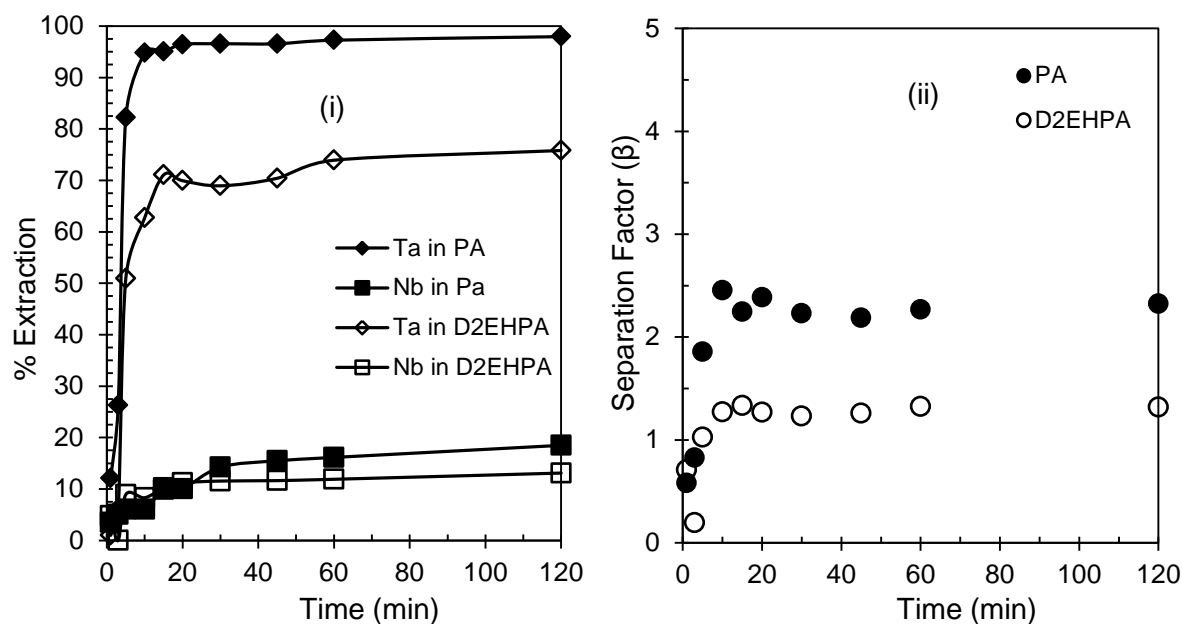 100
90
80
70
60
50
40
30
20
10
0
% Extraction
(i)
Ta in PA
Nb in Pa
Ta in D2EHPA
Nb in D2EHPA
0 20 40 60 80 100 120
Time (min)
5
4
3
2
1
0
Separation Factor (β)
(ii)
PA
D2EHPA
0 20 40 60 80 100 120
Time (min)